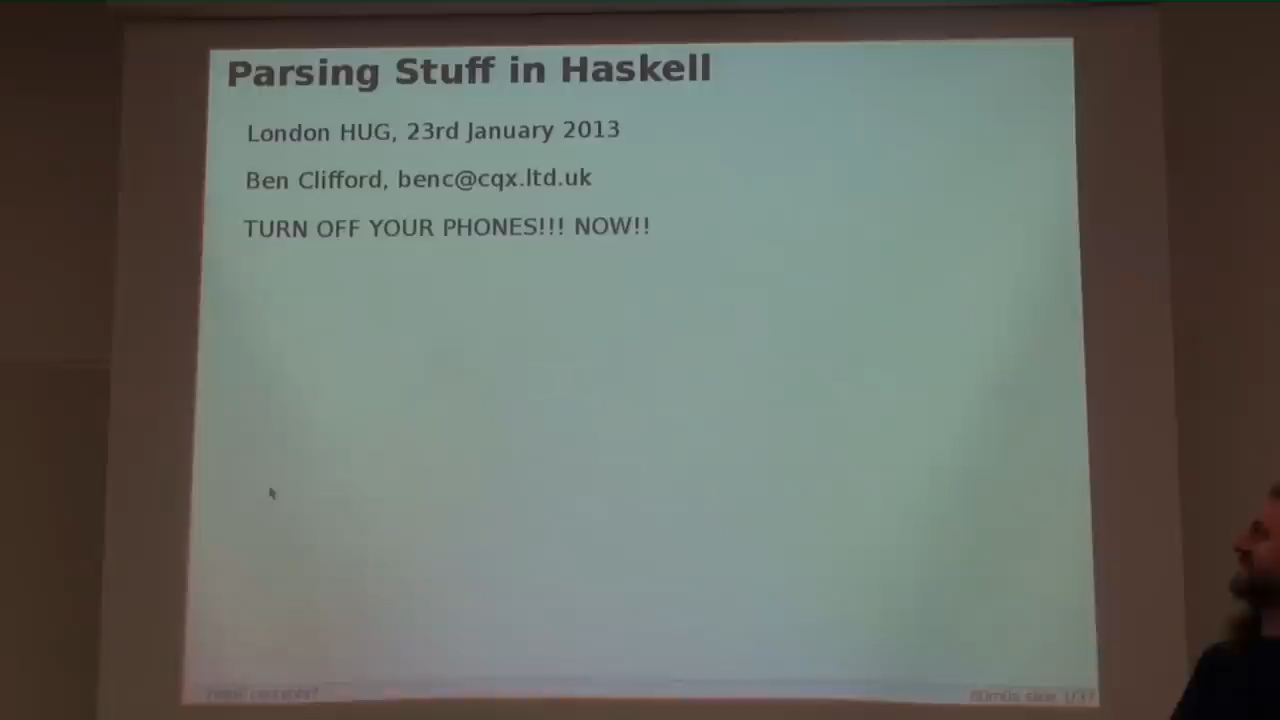 Parsing Stuff in Haskell
London HUG, 23rd January 2013
Ben Clifford, benc@cqx.ltd.uk
TURN OFF YOUR PHONES!!! NOW!!